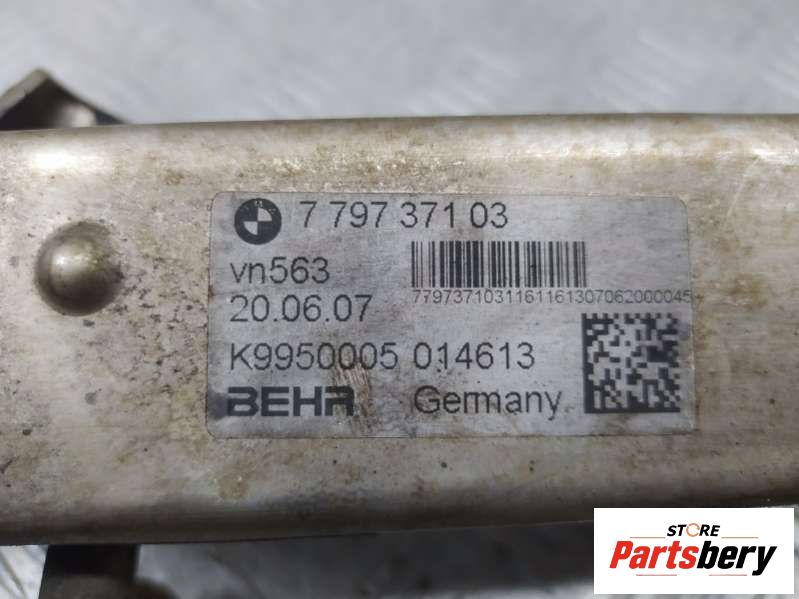 7 797 371 03
vn563
20.06.07
7797371031161161307062000045
K9950005 014613
BEHR Germany
STORE
Partsbery